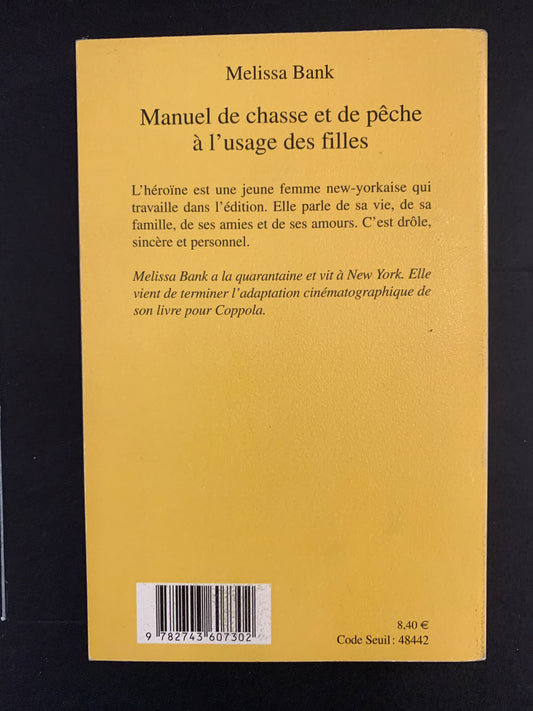 Melissa Bank
Manuel de chasse et de pêche
à l'usage des filles
L'héroïne est une jeune femme new-yorkaise qui
travaille dans l'édition. Elle parle de sa vie, de sa
famille, de ses amies et de ses amours. C'est drôle,
sincère et personnel.
Melissa Bank a la quarantaine et vit à New York. Elle
vient de terminer l'adaptation cinématographique de
son livre pour Coppola.
9 782743 607302
8,40 €
Code Seuil : 48442